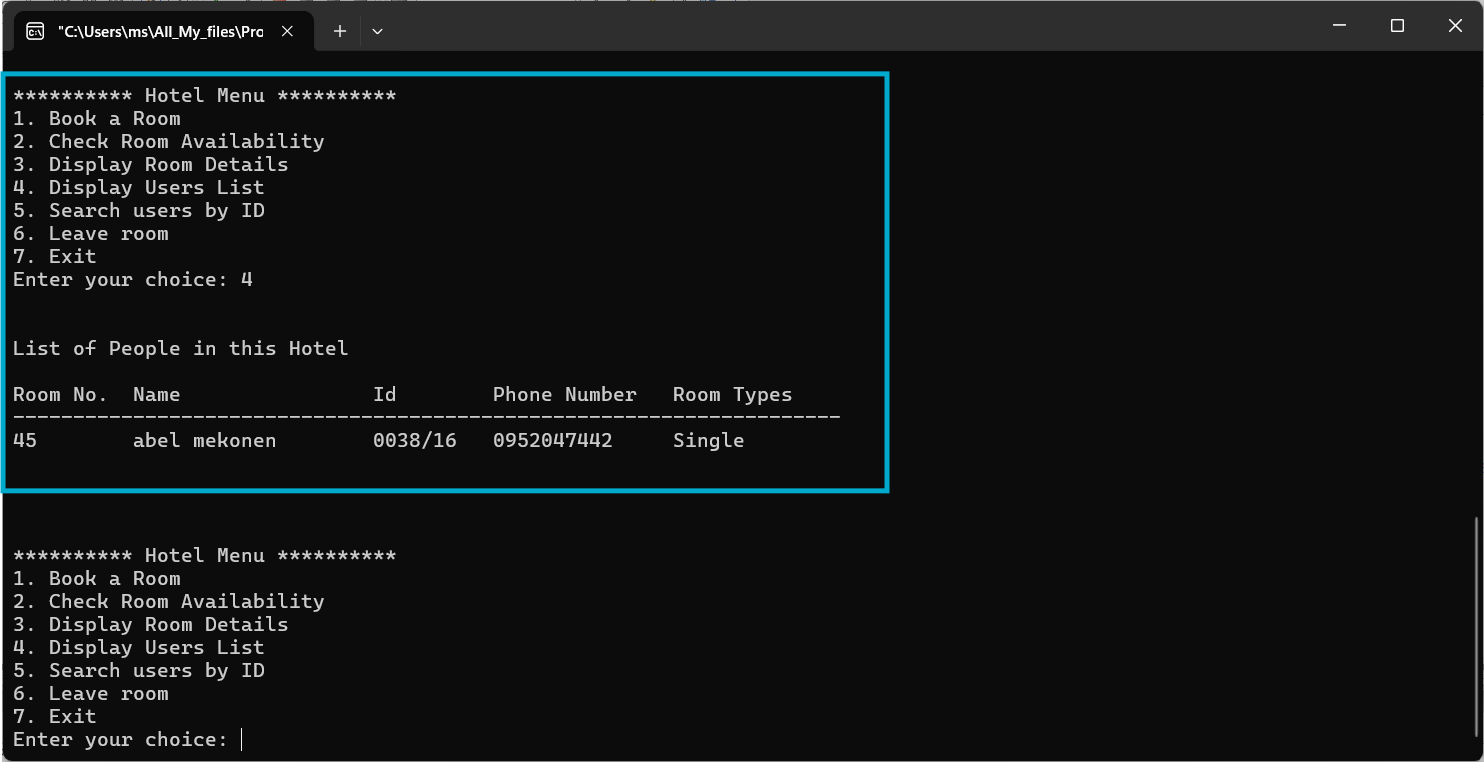 "C:\Users\ms\All_My_files\Pro
********** Hotel Menu **********
1. Book a Room
2. Check Room Availability
3. Display Room Details
4. Display Users List
5. Search users by ID
6. Leave room
7. Exit
Enter your choice: 4
List of People in this Hotel
Room No.  Name                Id        Phone Number   Room Types
---------------------------------------------------------------------
45        abel mekonen        0038/16   0952047442     Single
********** Hotel Menu **********
1. Book a Room
2. Check Room Availability
3. Display Room Details
4. Display Users List
5. Search users by ID
6. Leave room
7. Exit
Enter your choice: